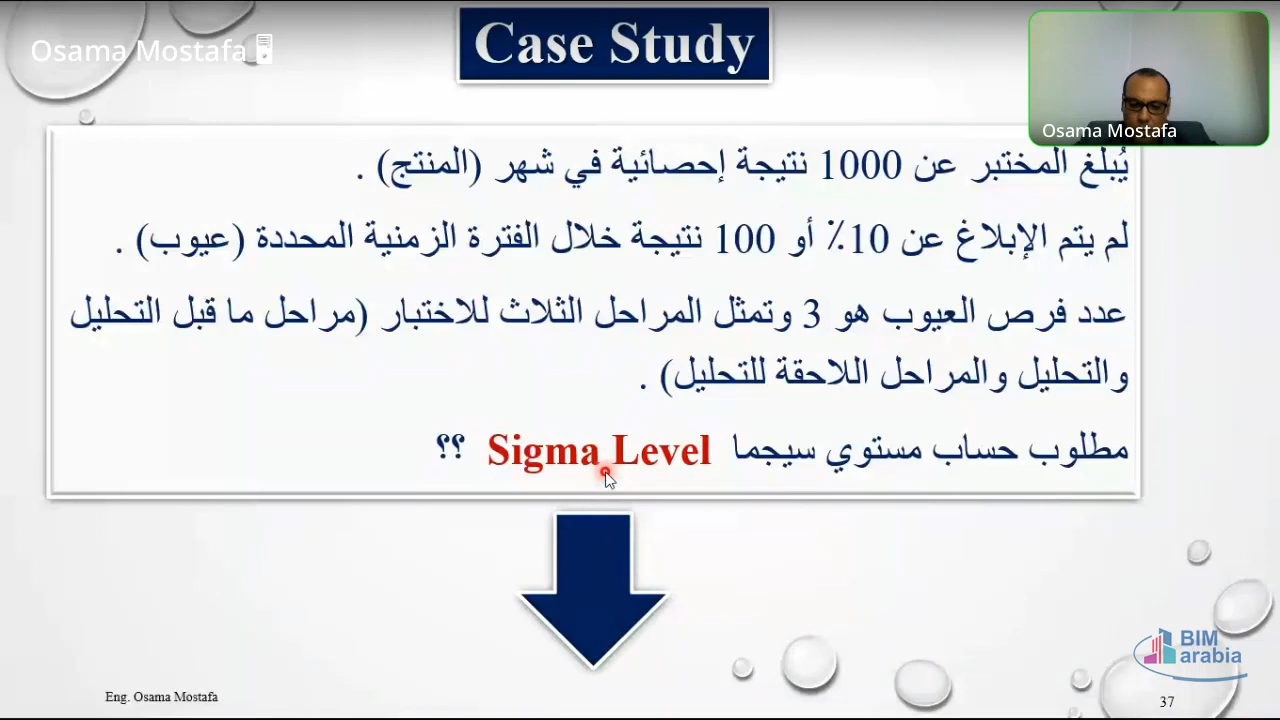 Case Study
Osama Mostafa
Osama Mostafa
يُبلغ المختبر عن 1000 نتيجة إحصائية في شهر (المنتج) .
لم يتم الإبلاغ عن 10٪ أو 100 نتيجة خلال الفترة الزمنية المحددة (عيوب) .
عدد فرص العيوب هو 3 وتمثل المراحل الثلاث للاختبار (مراحل ما قبل التحليل
والتحليل والمراحل اللاحقة للتحليل) .
مطلوب حساب مستوي سيجما Sigma Level ؟؟
BIM
arabia
Eng. Osama Mostafa
37